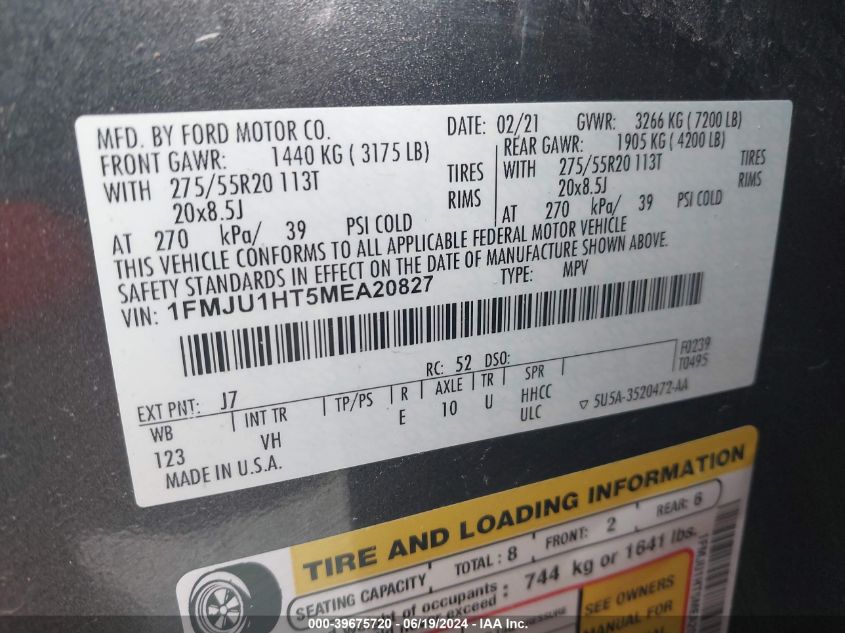 MFD. BY FORD MOTOR CO. DATE: 02/21 GVWR: 3266 KG ( 7200 LB)
FRONT GAWR: 1440 KG ( 3175 LB) REAR GAWR: 1905 KG ( 4200 LB)
WITH 275/55R20 113T TIRES WITH 275/55R20 113T TIRES
20x8.5J RIMS 20x8.5J RIMS
AT 270 kPa/ 39 PSI COLD AT 270 kPa/ 39 PSI COLD
THIS VEHICLE CONFORMS TO ALL APPLICABLE FEDERAL MOTOR VEHICLE
SAFETY STANDARDS IN EFFECT ON THE DATE OF MANUFACTURE SHOWN ABOVE.
VIN: 1FMJU1HT5MEA20827 TYPE: MPV
F0239
T0495
EXT PNT: J7 RC: 52 DSO:
WB INT TR TP/PS R AXLE TR SPR
123 VH E 10 U HHCC
ULC
▽ 5U5A-3520472-AA
MADE IN U.S.A.
TIRE AND LOADING INFORMATION
SEATING CAPACITY TOTAL: 8 FRONT: 2 REAR: 6
of occupants
exceed : 744 kg or 1641 lbs.
SEE OWNERS
MANUAL FOR
000-39675720 - 06/19/2024 - IAA Inc.